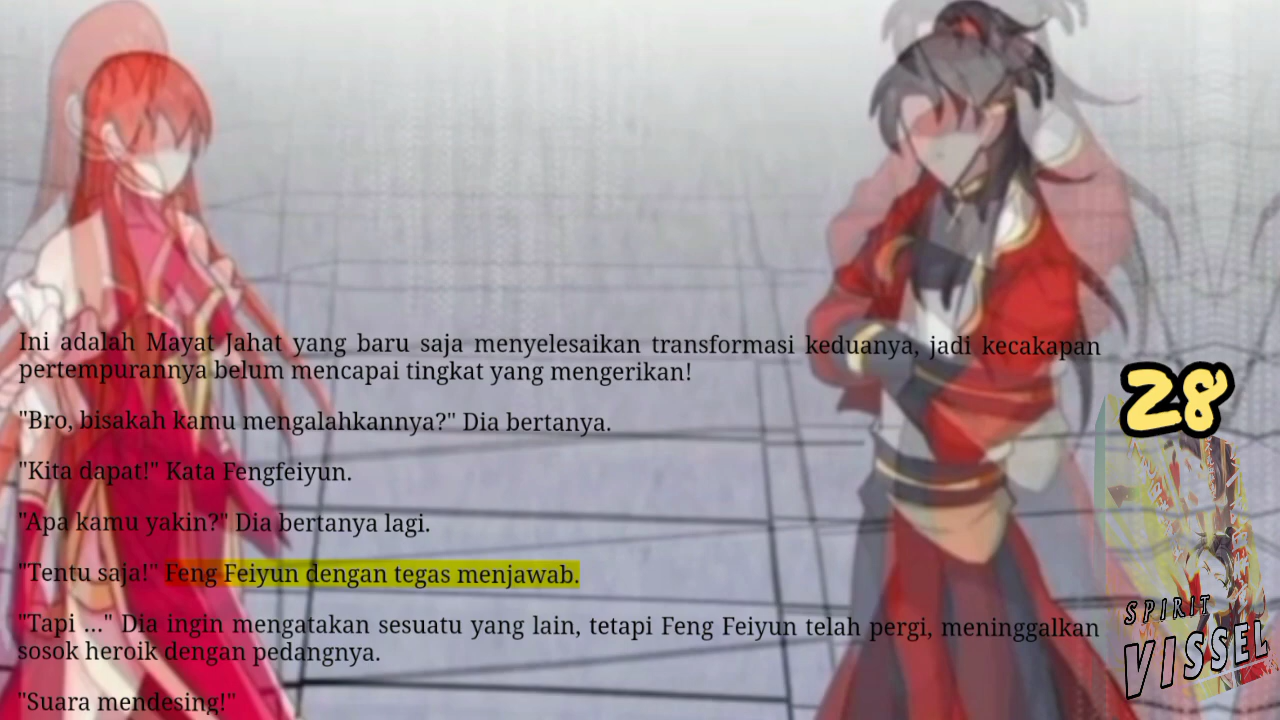 Ini adalah Mayat Jahat yang baru saja menyelesaikan transformasi keduanya, jadi kecakapan
pertempurannya belum mencapai tingkat yang mengerikan!
"Bro, bisakah kamu mengalahkannya?" Dia bertanya.
"Kita dapat!" Kata Fengfeiyun.
"Apa kamu yakin?" Dia bertanya lagi.
"Tentu saja!" Feng Feiyun dengan tegas menjawab.
"Tapi ..." Dia ingin mengatakan sesuatu yang lain, tetapi Feng Feiyun telah pergi, meninggalkan
sosok heroik dengan pedangnya.
"Suara mendesing!"
28
SPIRIT
VISSEL